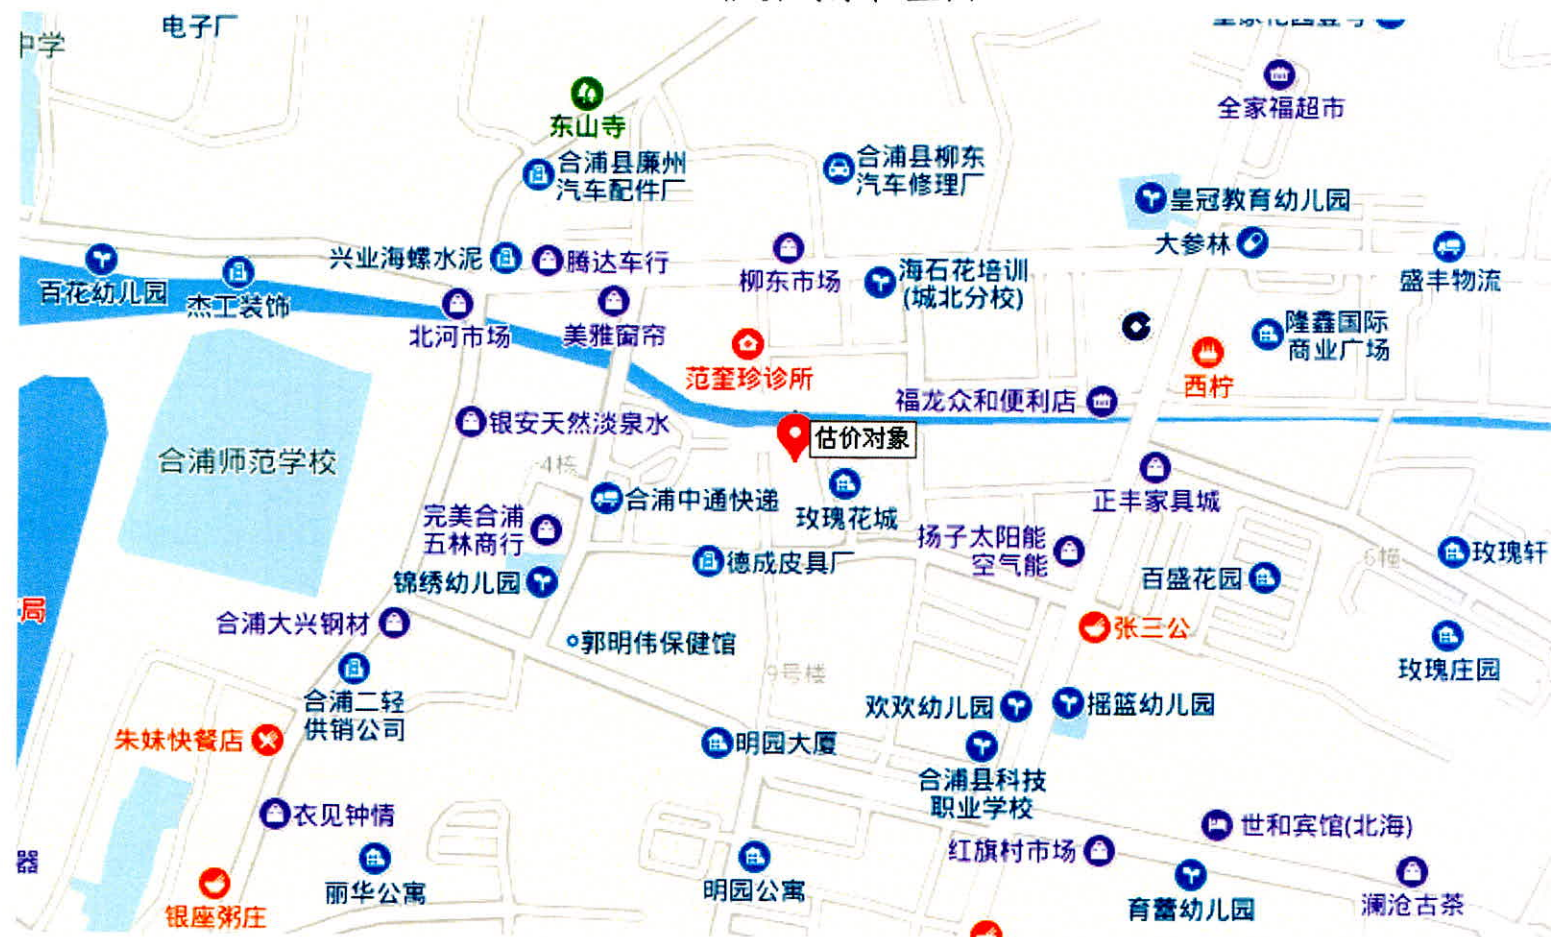 电子厂
中学
全家福超市
东山寺
合浦县廉州
汽车配件厂
合浦县柳东
汽车修理厂
皇冠教育幼儿园
大参林
兴业海螺水泥
腾达车行
柳东市场
海石花培训
(城北分校)
盛丰物流
百花幼儿园
杰工装饰
北河市场
美雅窗帘
隆鑫国际
商业广场
范奎珍诊所
西柠
福龙众和便利店
银安天然淡泉水
估价对象
合浦师范学校
4栋
合浦中通快递
玫瑰花城
正丰家具城
完美合浦
五林商行
扬子太阳能
空气能
6幢
玫瑰轩
德成皮具厂
锦绣幼儿园
百盛花园
局
合浦大兴钢材
郭明伟保健馆
张三公
玫瑰庄园
9号楼
合浦二轻
供销公司
欢欢幼儿园
摇篮幼儿园
朱妹快餐店
明园大厦
合浦县科技
职业学校
衣见钟情
世和宾馆(北海)
红旗村市场
器
丽华公寓
明园公寓
育蕾幼儿园
澜沧古茶
银座粥庄